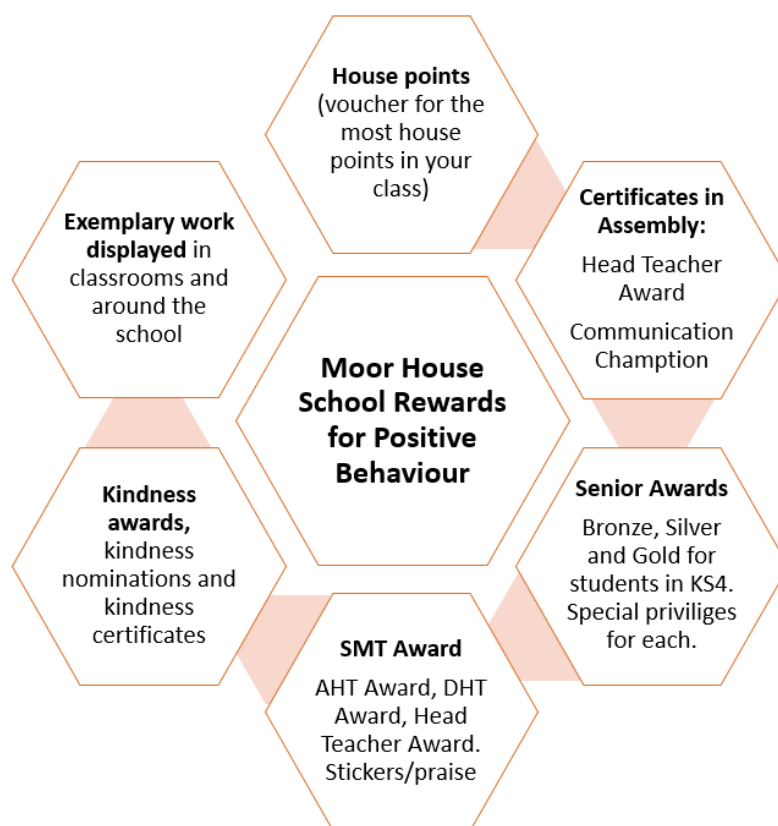 House points
(voucher for the
most house
points in your
class)
Certificates in
Assembly:
Head Teacher
Award
Communication
Chamption
Senior Awards
Bronze, Silver
and Gold for
students in KS4.
Special priviliges
for each.
SMT Award
AHT Award, DHT
Award, Head
Teacher Award.
Stickers/praise
Kindness
awards,
kindness
nominations and
kindness
certificates
Exemplary work
displayed in
classrooms and
around the
school
Moor House
School Rewards
for Positive
Behaviour